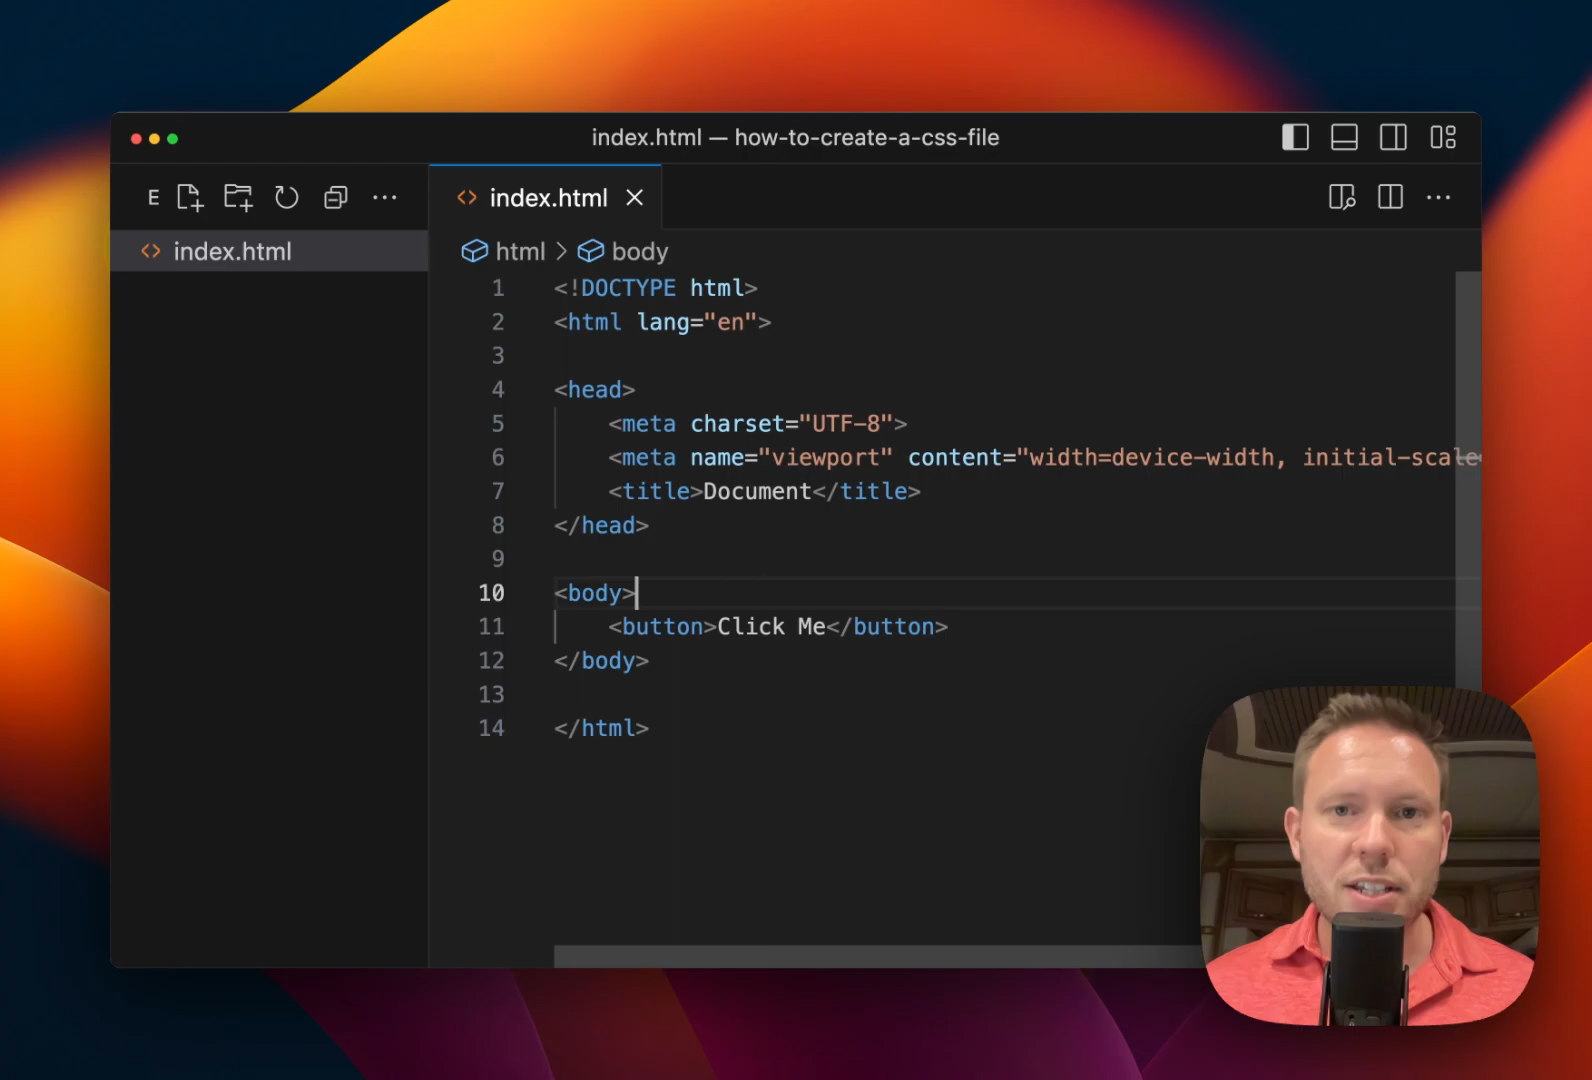 index.html — how-to-create-a-css-file
E
index.html
index.html
html > body
1 <!DOCTYPE html>
2 <html lang="en">
3
4 <head>
5 <meta charset="UTF-8">
6 <meta name="viewport" content="width=device-width, initial-scale
7 <title>Document</title>
8 </head>
9
10 <body>
11 <button>Click Me</button>
12 </body>
13
14 </html>